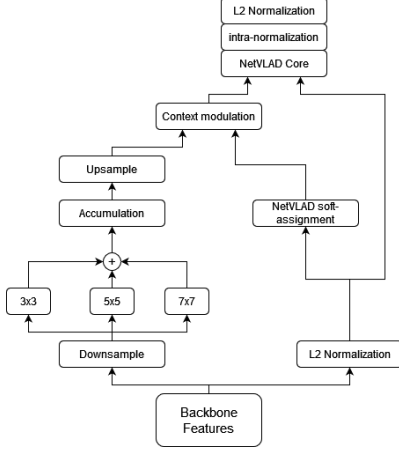 L2 Normalization
intra-normalization
NetVLAD Core
Context modulation
Upsample
Accumulation
NetVLAD soft-
assignment
+
3x3
5x5
7x7
Downsample
L2 Normalization
Backbone
Features